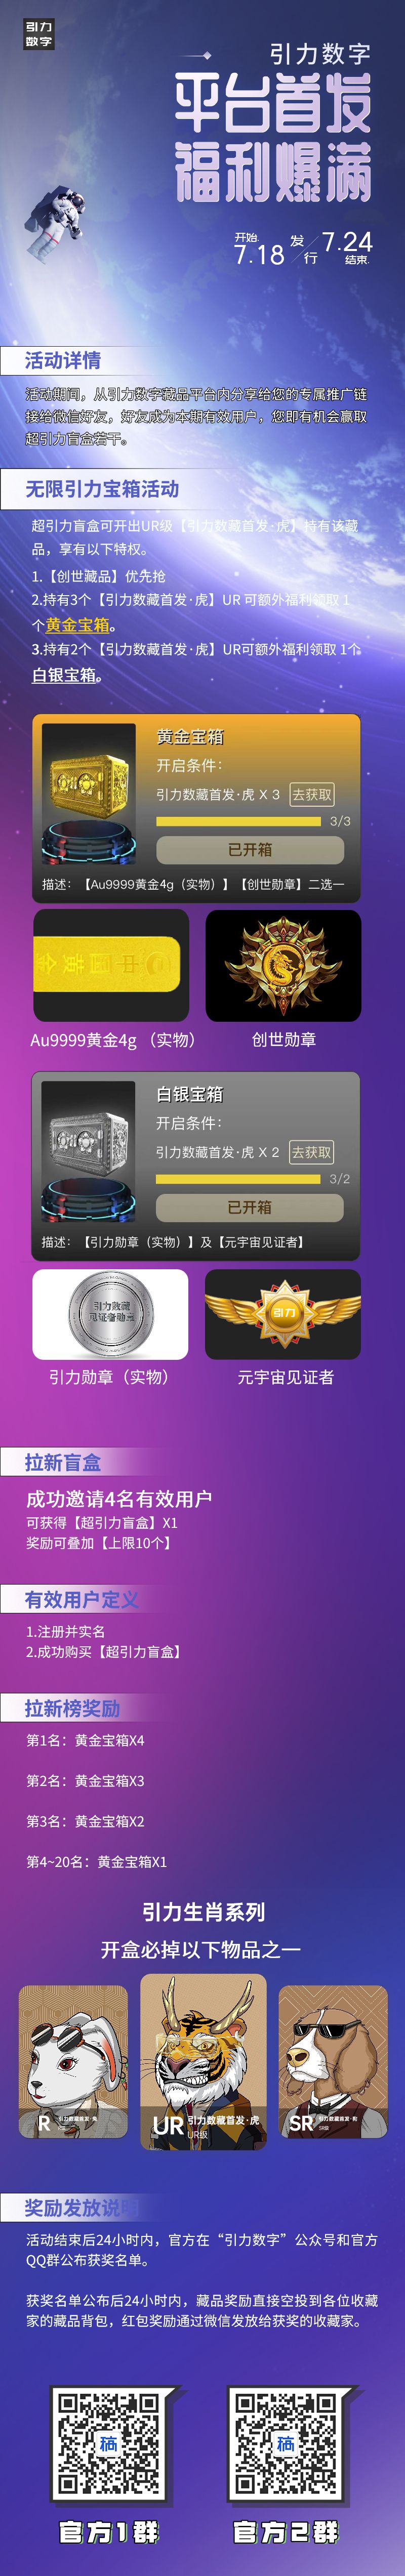 引力
数字
引力数字
平台首发
福利爆满
开始.
7.18
发
行
7.24
结束.
活动详情
活动期间，从引力数字藏品平台内分享给您的专属推广链
接给微信好友，好友成为本期有效用户，您即有机会赢取
超引力盲盒若干。
无限引力宝箱活动
超引力盲盒可开出UR级【引力数藏首发·虎】持有该藏
品，享有以下特权。
1.【创世藏品】优先抢
2.持有3个【引力数藏首发·虎】UR 可额外福利领取 1
个黄金宝箱。
3.持有2个【引力数藏首发·虎】UR可额外福利领取 1个
白银宝箱。
黄金宝箱
开启条件：
引力数藏首发·虎 X 3 去获取
3/3
已开箱
描述：【Au9999黄金4g（实物）】【创世勋章】二选一
中国黄金
Au9999黄金4g （实物）
创世勋章
白银宝箱
开启条件：
引力数藏首发·虎 X 2 去获取
3/2
已开箱
描述：【引力勋章（实物）】及【元宇宙见证者】
引力数藏
见证者勋章
引力
引力勋章（实物）
元宇宙见证者
拉新盲盒
成功邀请4名有效用户
可获得【超引力盲盒】X1
奖励可叠加【上限10个】
有效用户定义
1.注册并实名
2.成功购买【超引力盲盒】
拉新榜奖励
第1名：黄金宝箱X4
第2名：黄金宝箱X3
第3名：黄金宝箱X2
第4~20名：黄金宝箱X1
引力生肖系列
开盒必掉以下物品之一
R 引力数藏首发·兔
UR 引力数藏首发·虎
UR级
SR 引力数藏首发·狗
SR级
奖励发放说明
活动结束后24小时内，官方在“引力数字”公众号和官方
QQ群公布获奖名单。
获奖名单公布后24小时内，藏品奖励直接空投到各位收藏
家的藏品背包，红包奖励通过微信发放给获奖的收藏家。
稿
稿
官方1群
官方2群